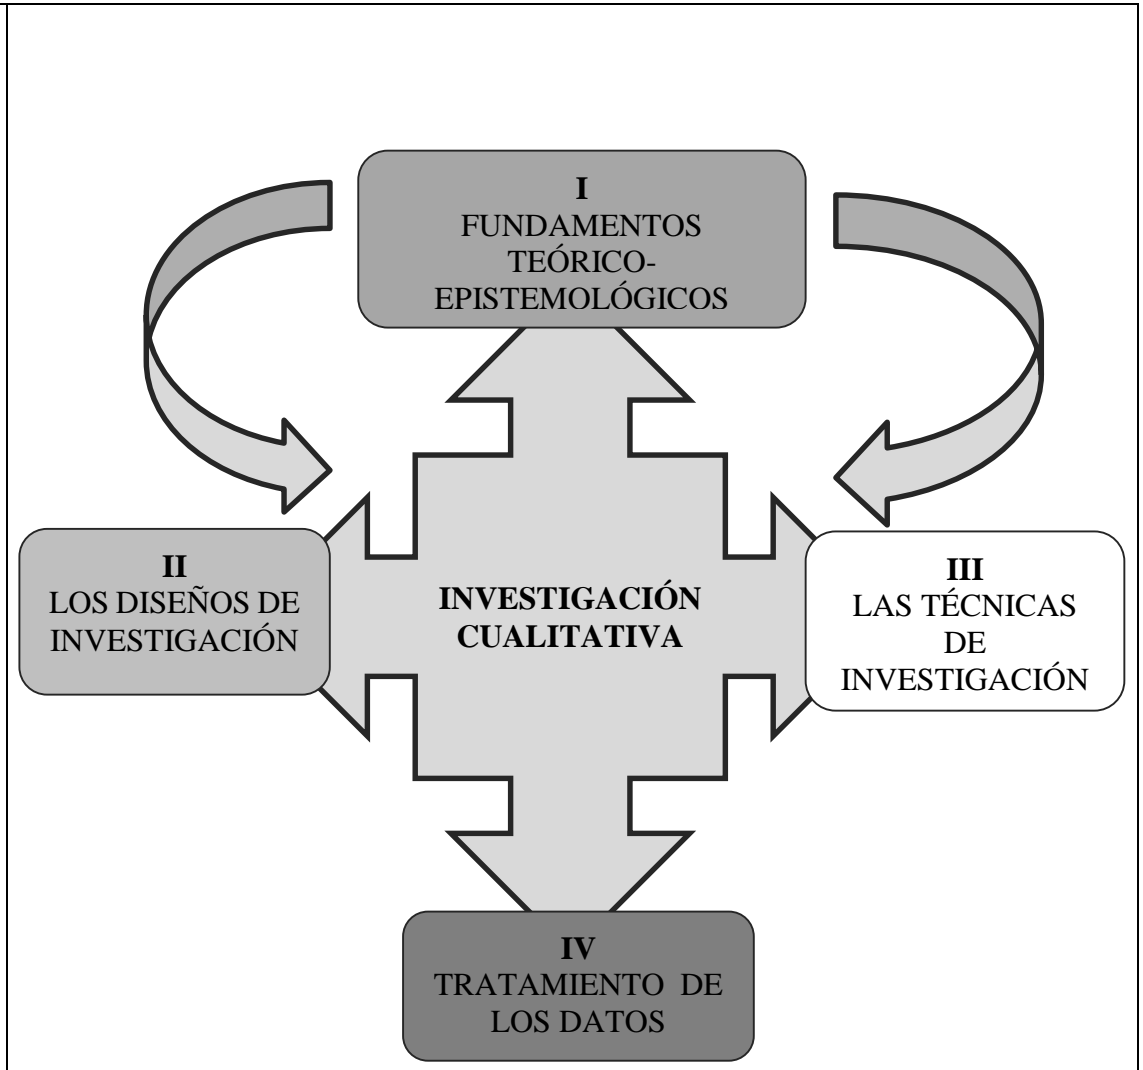 I
FUNDAMENTOS
TEÓRICO-
EPISTEMOLÓGICOS
II
LOS DISEÑOS DE
INVESTIGACIÓN
INVESTIGACIÓN
CUALITATIVA
III
LAS TÉCNICAS
DE
INVESTIGACIÓN
IV
TRATAMIENTO DE
LOS DATOS